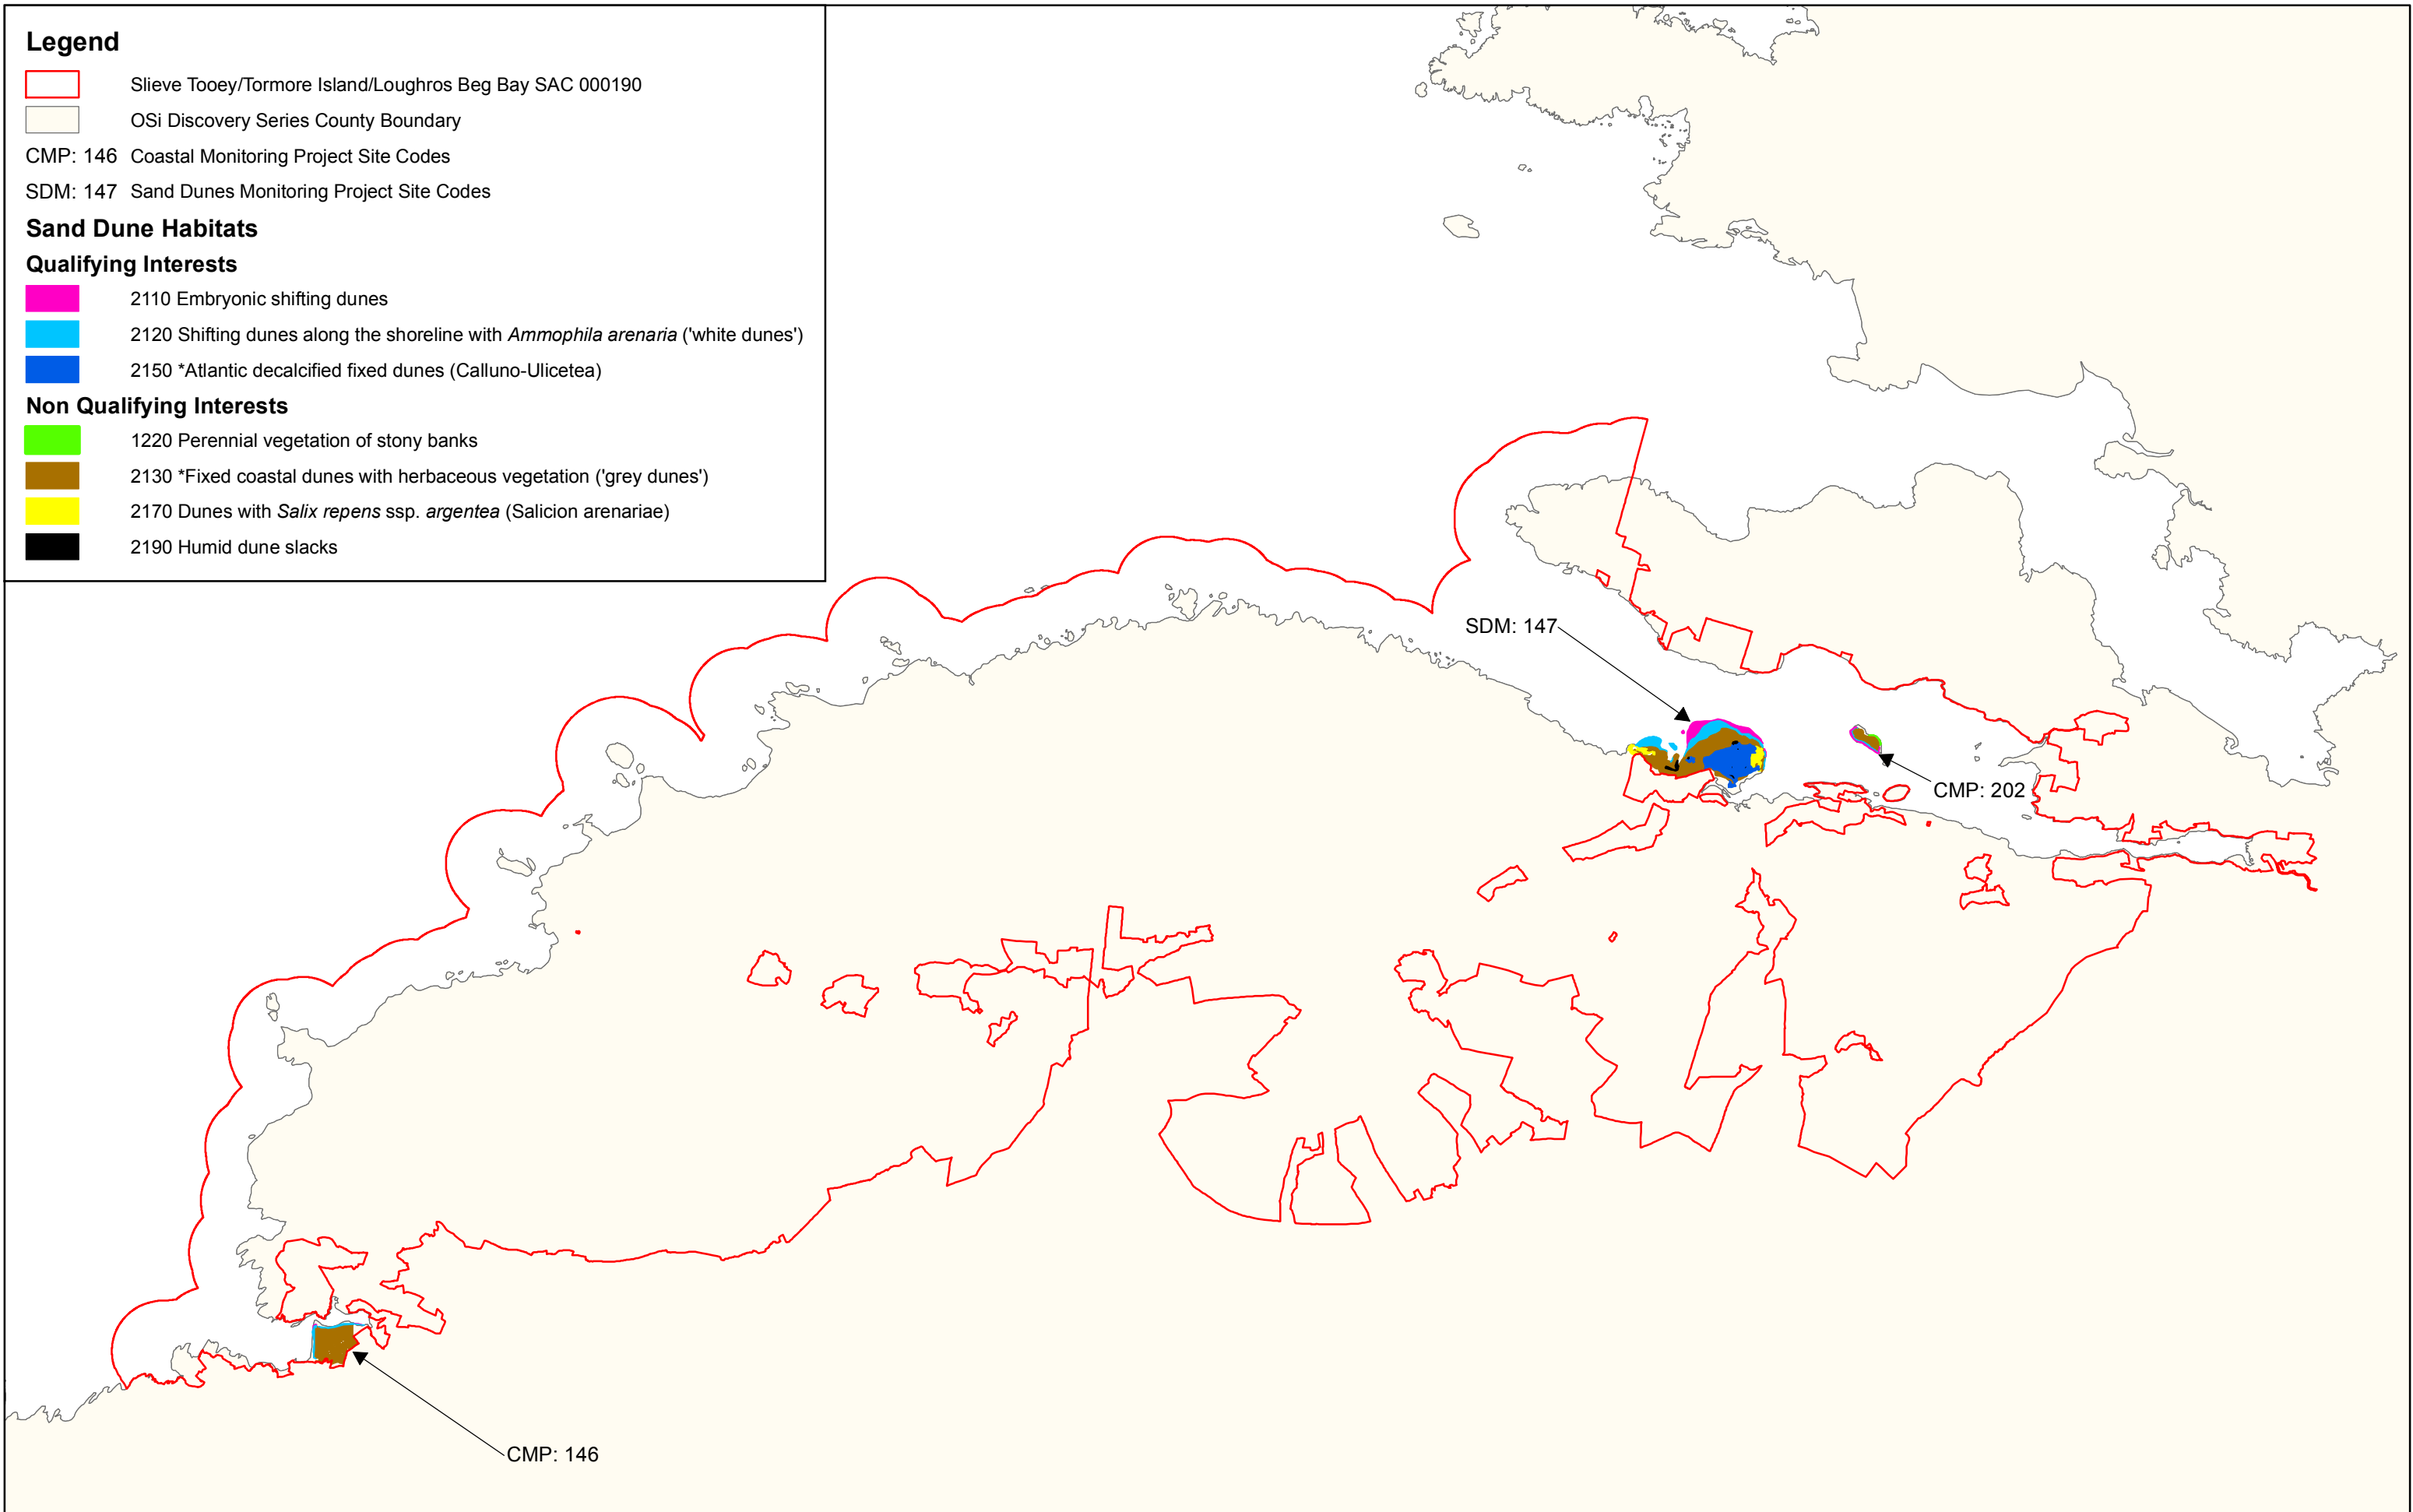 Legend
Slieve Tooey/Tormore Island/Loughros Beg Bay SAC 000190
OSi Discovery Series County Boundary
CMP: 146 Coastal Monitoring Project Site Codes
SDM: 147 Sand Dunes Monitoring Project Site Codes
Sand Dune Habitats
Qualifying Interests
2110 Embryonic shifting dunes
2120 Shifting dunes along the shoreline with Ammophila arenaria ('white dunes')
2150 *Atlantic decalcified fixed dunes (Calluno-Ulicetea)
Non Qualifying Interests
1220 Perennial vegetation of stony banks
2130 *Fixed coastal dunes with herbaceous vegetation ('grey dunes')
2170 Dunes with Salix repens ssp. argentea (Salicion arenariae)
2190 Humid dune slacks
SDM: 147
CMP: 202
CMP: 146